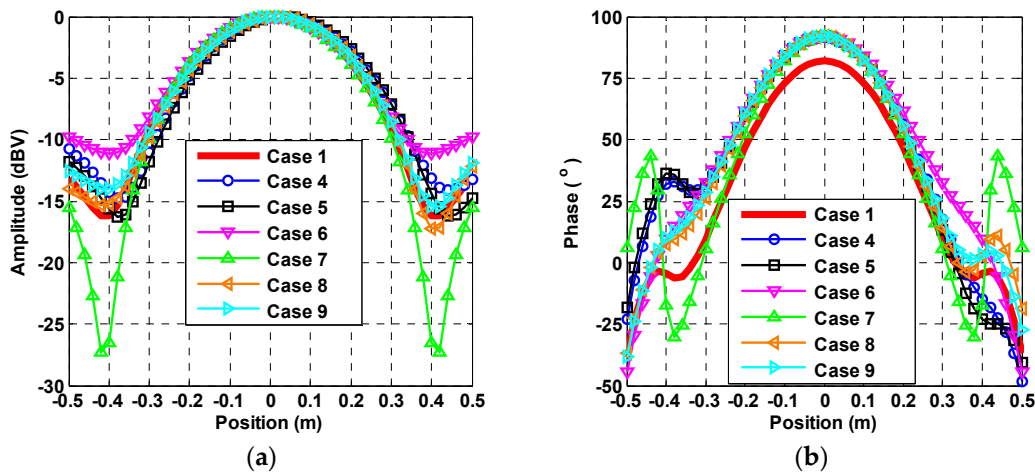 0
-5
-10
-15
-20
-25
-30
Amplitude (dBV)
-0.5 -0.4 -0.3 -0.2 -0.1 0 0.1 0.2 0.3 0.4 0.5
Position (m)
Case 1
Case 4
Case 5
Case 6
Case 7
Case 8
Case 9
(a)
100
75
50
25
0
-25
-50
Phase ( º )
-0.5 -0.4 -0.3 -0.2 -0.1 0 0.1 0.2 0.3 0.4 0.5
Position (m)
Case 1
Case 4
Case 5
Case 6
Case 7
Case 8
Case 9
(b)